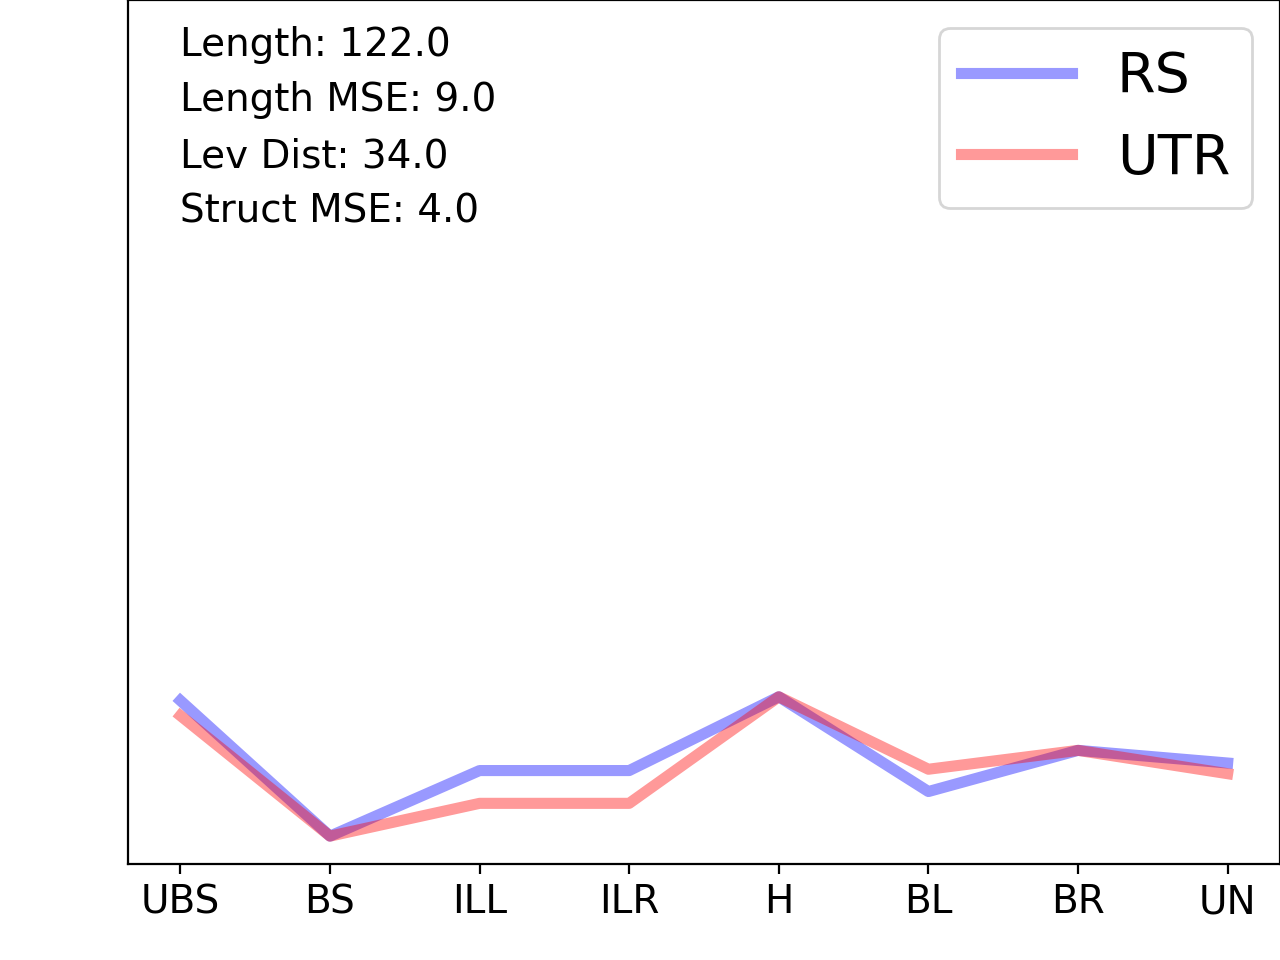 Length: 122.0
Length MSE: 9.0
Lev Dist: 34.0
Struct MSE: 4.0
RS
UTR
UBS BS ILL ILR H BL BR UN